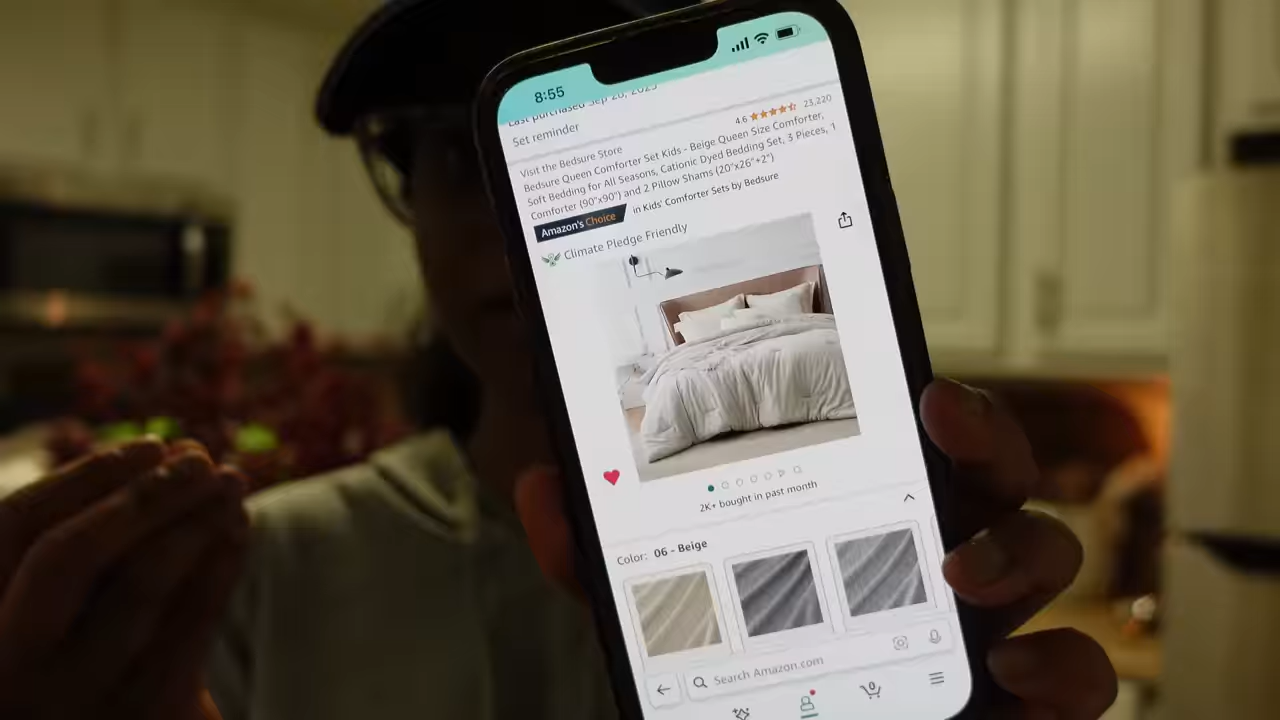 8:55
Last purchased Sep 20, 2023
Set reminder
4.6 23,220
Visit the Bedsure Store
Bedsure Queen Comforter Set Kids - Beige Queen Size Comforter,
Soft Bedding for All Seasons, Cationic Dyed Bedding Set, 3 Pieces, 1
Comforter (90"x90") and 2 Pillow Shams (20"x26"+2")
Amazon's Choice in Kids' Comforter Sets by Bedsure
Climate Pledge Friendly
2K+ bought in past month
Color: 06 - Beige
Search Amazon.com
0